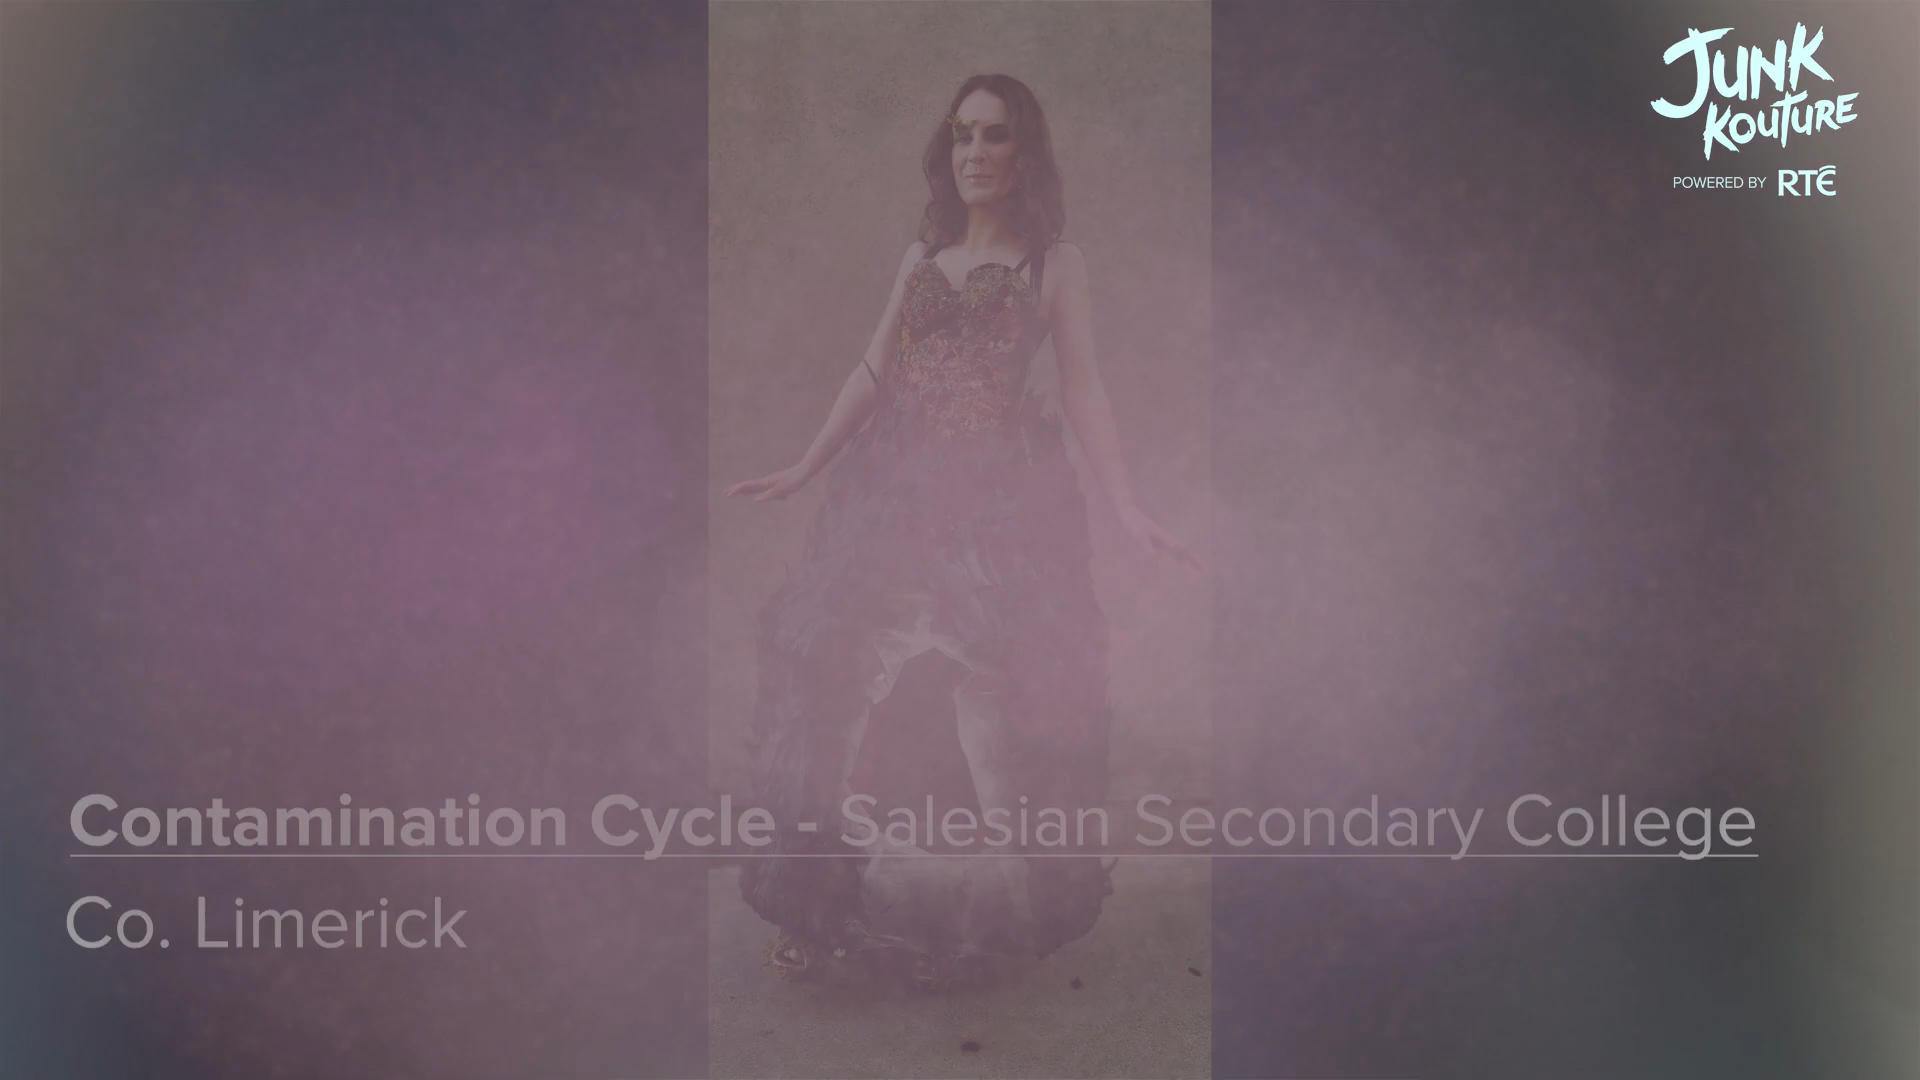 JUNK
KOUTURE
POWERED BY RTÉ
Contamination Cycle - Salesian Secondary College
Co. Limerick